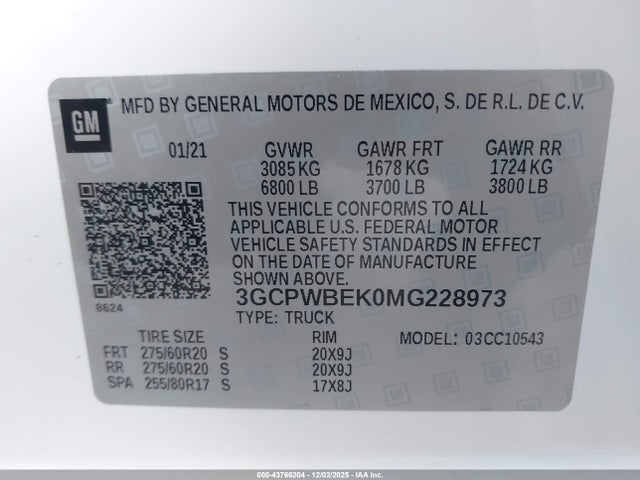 GM MFD BY GENERAL MOTORS DE MEXICO, S. DE R.L. DE C.V.
01/21 GVWR GAWR FRT GAWR RR
3085 KG 1678 KG 1724 KG
6800 LB 3700 LB 3800 LB
THIS VEHICLE CONFORMS TO ALL
APPLICABLE U.S. FEDERAL MOTOR
VEHICLE SAFETY STANDARDS IN EFFECT
ON THE DATE OF MANUFACTURE
SHOWN ABOVE.
3GCPWBEK0MG228973
8624
TYPE: TRUCK
TIRE SIZE RIM MODEL: 03CC10543
FRT 275/60R20 S 20X9J
RR 275/60R20 S 20X9J
SPA 255/80R17 S 17X8J
000-43766204 - 12/02/2025 - IAA Inc.